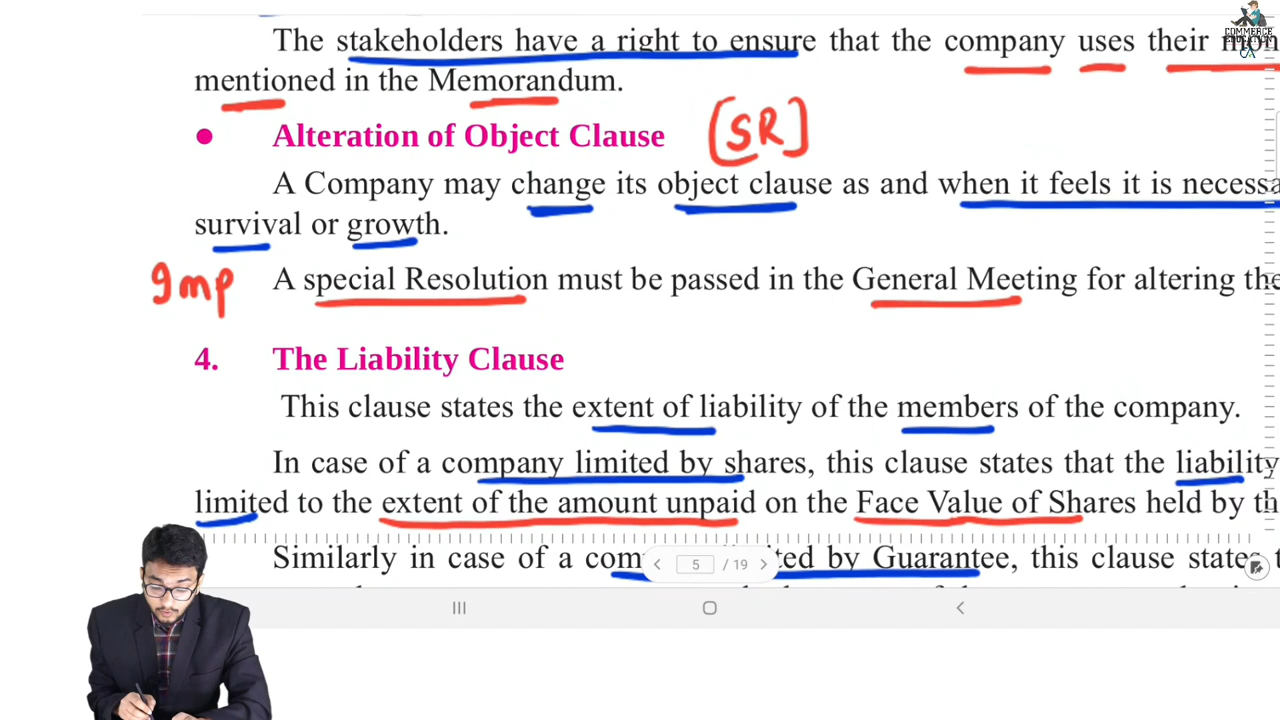 The stakeholders have a right to ensure that the company uses their
mentioned in the Memorandum.
COMMERCE
EDUCATION
CA
● Alteration of Object Clause [SR]
A Company may change its object clause as and when it feels it is
survival or growth.
Imp A special Resolution must be passed in the General Meeting for altering the
4. The Liability Clause
This clause states the extent of liability of the members of the company.
In case of a company limited by shares, this clause states that the liability
limited to the extent of the amount unpaid on the Face Value of Shares held by
Similarly in case of a by Guarantee, this clause states
5 / 19